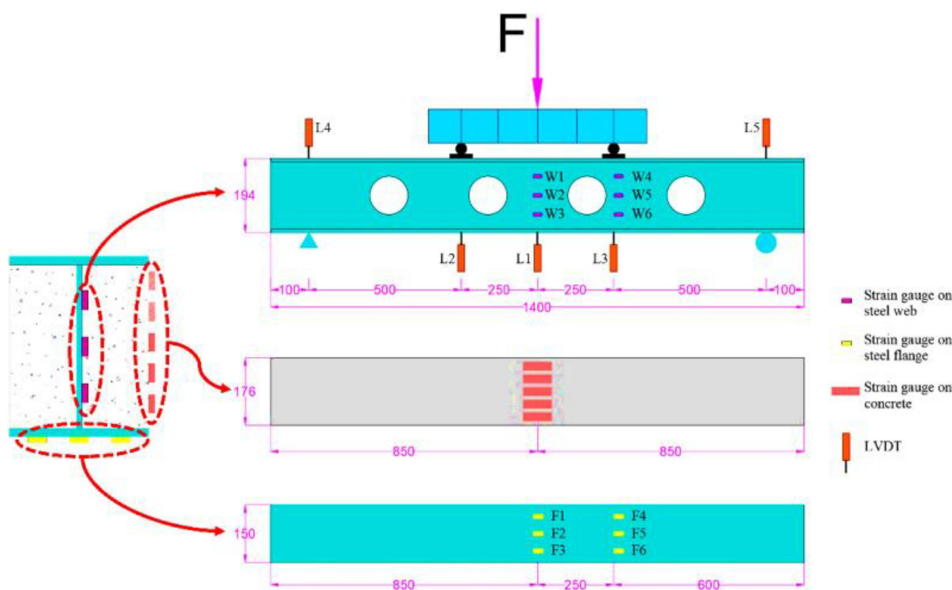 F
L4
L5
W1
W4
W2
W5
W3
W6
194
L2
L1
L3
100
500
250
250
500
100
1400
Strain gauge on
steel web
Strain gauge on
steel flange
Strain gauge on
concrete
LVDT
176
850
850
150
F1
F4
F2
F5
F3
F6
850
250
600